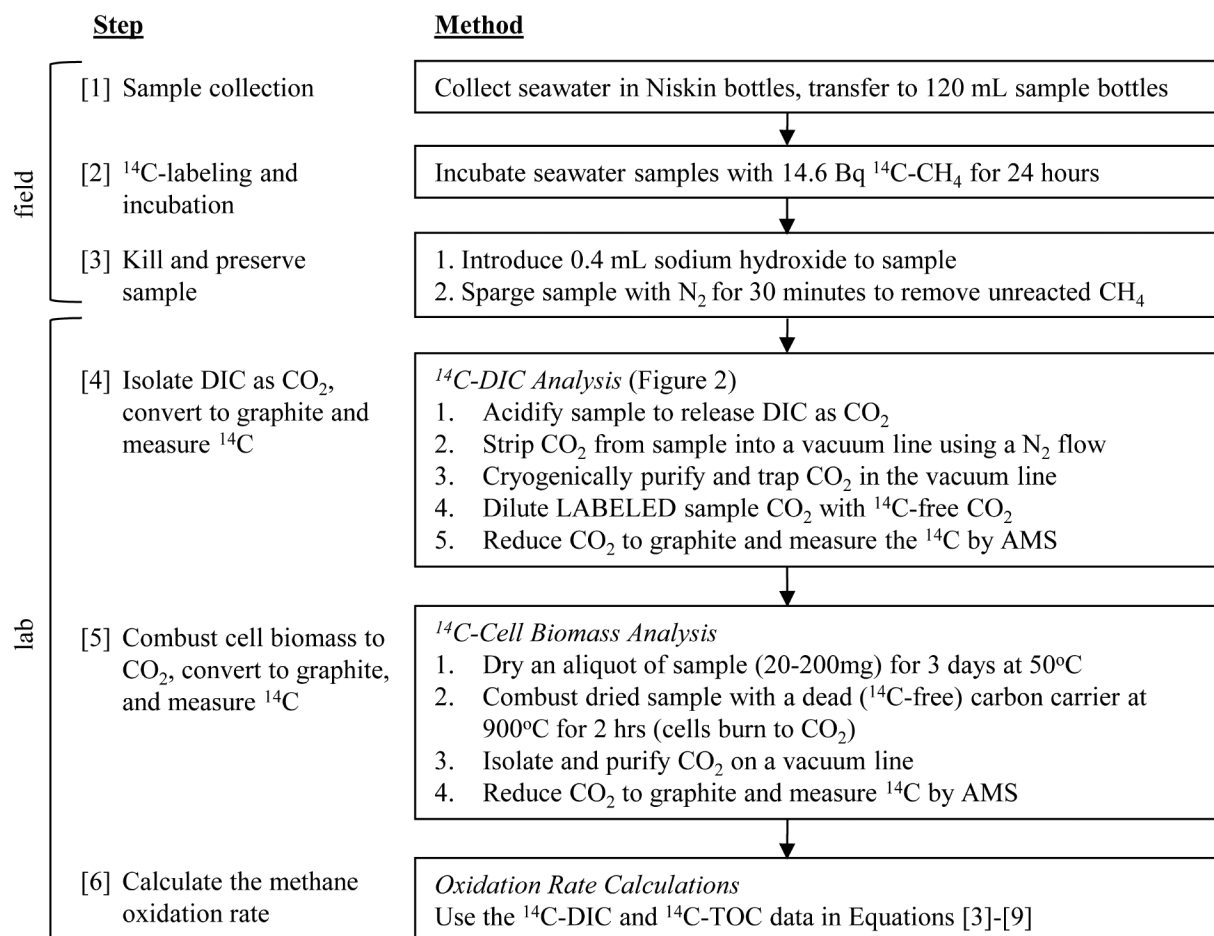 Step Method
field
[1] Sample collection
Collect seawater in Niskin bottles, transfer to 120 mL sample bottles
[2] ¹⁴C-labeling and
incubation
Incubate seawater samples with 14.6 Bq ¹⁴C-CH₄ for 24 hours
[3] Kill and preserve
sample
1. Introduce 0.4 mL sodium hydroxide to sample
2. Sparge sample with N₂ for 30 minutes to remove unreacted CH₄
lab
[4] Isolate DIC as CO₂,
convert to graphite and
measure ¹⁴C
¹⁴C-DIC Analysis (Figure 2)
1. Acidify sample to release DIC as CO₂
2. Strip CO₂ from sample into a vacuum line using a N₂ flow
3. Cryogenically purify and trap CO₂ in the vacuum line
4. Dilute LABELED sample CO₂ with ¹⁴C-free CO₂
5. Reduce CO₂ to graphite and measure the ¹⁴C by AMS
[5] Combust cell biomass to
CO₂, convert to graphite,
and measure ¹⁴C
¹⁴C-Cell Biomass Analysis
1. Dry an aliquot of sample (20-200mg) for 3 days at 50ºC
2. Combust dried sample with a dead (¹⁴C-free) carbon carrier at
900ºC for 2 hrs (cells burn to CO₂)
3. Isolate and purify CO₂ on a vacuum line
4. Reduce CO₂ to graphite and measure ¹⁴C by AMS
[6] Calculate the methane
oxidation rate
Oxidation Rate Calculations
Use the ¹⁴C-DIC and ¹⁴C-TOC data in Equations [3]-[9]